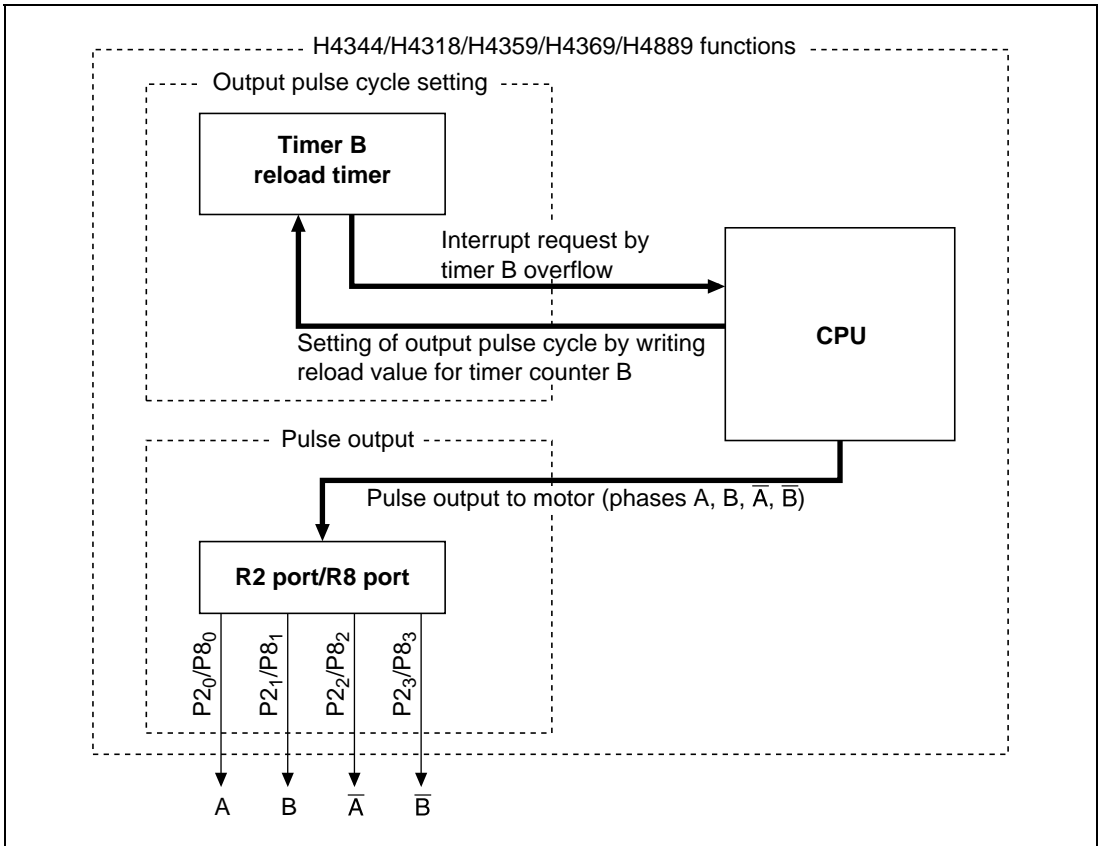 H4344/H4318/H4359/H4369/H4889 functions
Output pulse cycle setting
Timer B
reload timer
Interrupt request by
timer B overflow
CPU
Setting of output pulse cycle by writing
reload value for timer counter B
Pulse output
Pulse output to motor (phases A, B, A̅, B̅)
R2 port/R8 port
P2₀/P8₀
P2₁/P8₁
P2₂/P8₂
P2₃/P8₃
A
B
A̅
B̅